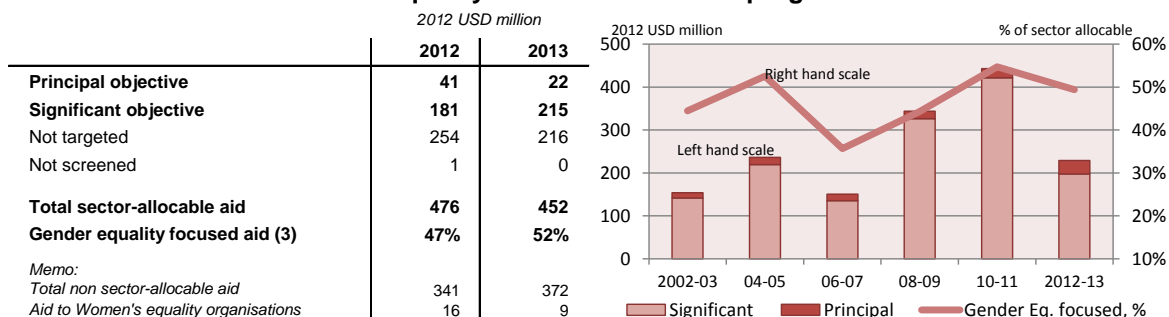 2012 USD million
2012 2013
Principal objective 41 22
Significant objective 181 215
Not targeted 254 216
Not screened 1 0
Total sector-allocable aid 476 452
Gender equality focused aid (3) 47% 52%
Memo:
Total non sector-allocable aid 341 372
Aid to Women's equality organisations 16 9
2012 USD million % of sector allocable
500 60%
400 50%
300 40%
200 30%
100 20%
0 10%
Right hand scale
Left hand scale
2002-03 04-05 06-07 08-09 10-11 2012-13
Significant Principal Gender Eq. focused, %